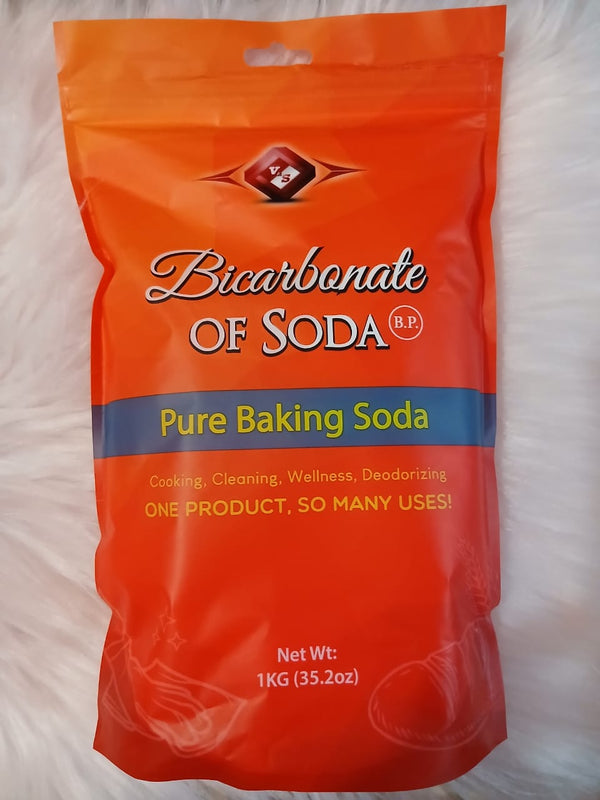 V&S
Bicarbonate
OF SODA B.P.
Pure Baking Soda
Cooking, Cleaning, Wellness, Deodorizing
ONE PRODUCT, SO MANY USES!
Net Wt:
1KG (35.2oz)